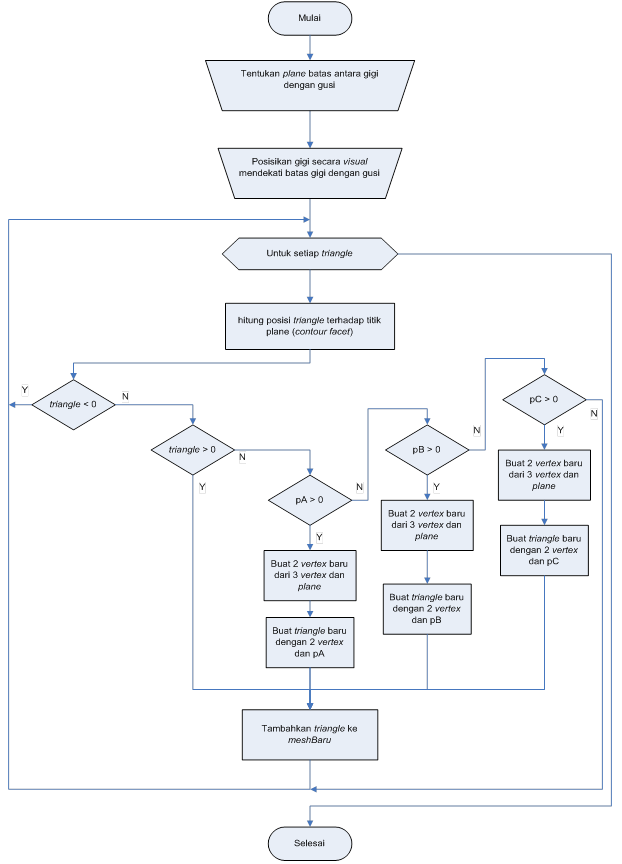 Mulai
Tentukan plane batas antara gigi
dengan gusi
Posisikan gigi secara visual
mendekati batas gigi dengan gusi
Untuk setiap triangle
hitung posisi triangle terhadap titik
plane (contour facet)
Y
triangle < 0
N
triangle > 0
N
Y
pA > 0
N
Y
Buat 2 vertex baru
dari 3 vertex dan
plane
Buat triangle baru
dengan 2 vertex
dan pA
pB > 0
N
Y
Buat 2 vertex baru
dari 3 vertex dan
plane
Buat triangle baru
dengan 2 vertex
dan pB
pC > 0
N
Y
Buat 2 vertex baru
dari 3 vertex dan
plane
Buat triangle baru
dengan 2 vertex
dan pC
Tambahkan triangle ke
meshBaru
Selesai